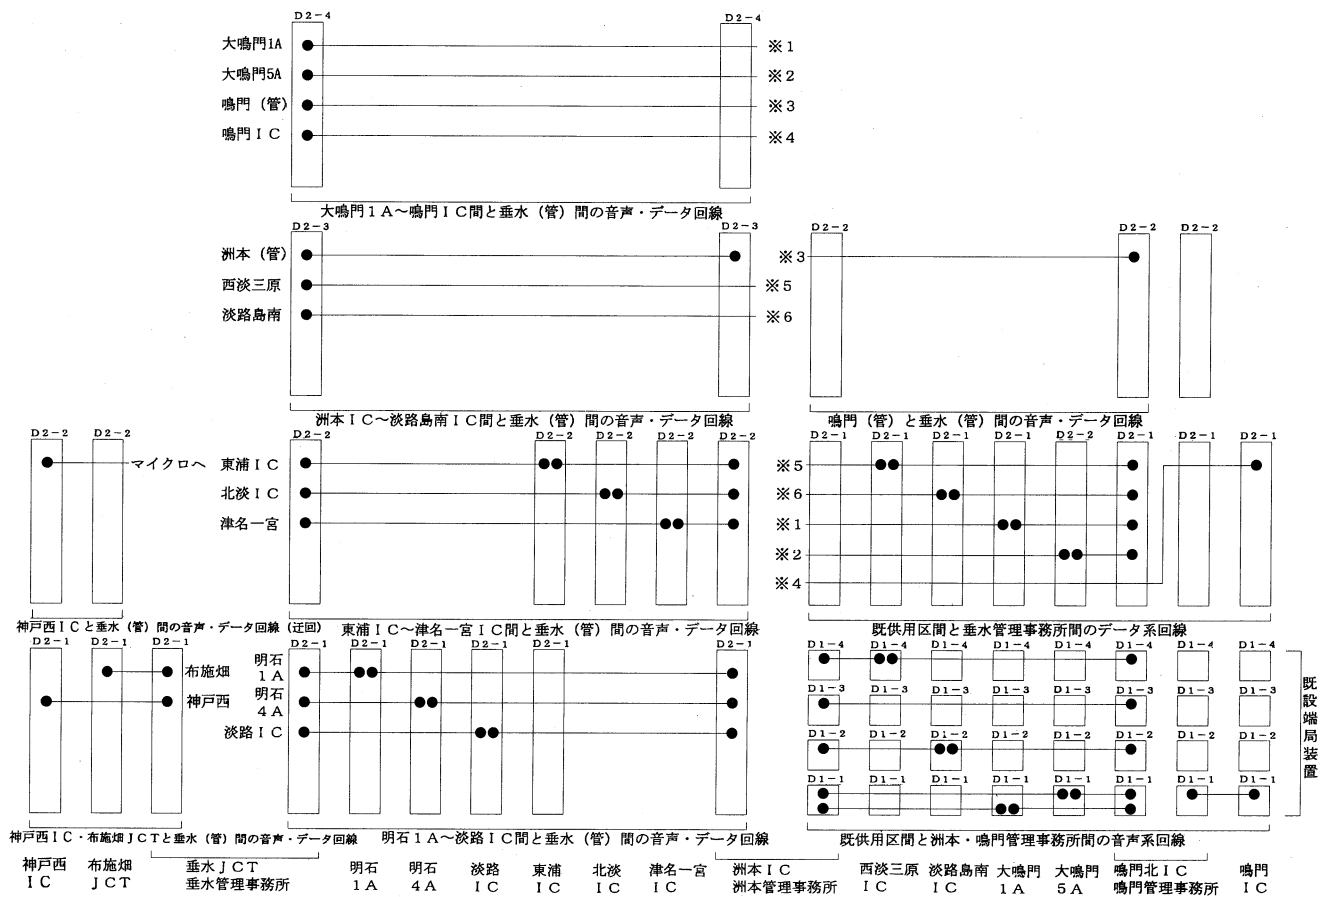 D2-4 D2-4
大鳴門1A ※1
大鳴門5A ※2
鳴門(管) ※3
鳴門IC ※4
大鳴門1A~鳴門IC間と垂水(管)間の音声・データ回線
D2-3 D2-3 D2-2 D2-2 D2-2
洲本(管) ※3
西淡三原 ※5
淡路島南 ※6
洲本IC~淡路島南IC間と垂水(管)間の音声・データ回線 鳴門(管)と垂水(管)間の音声・データ回線
D2-2 D2-2 D2-2 D2-2 D2-2 D2-2 D2-2 D2-1 D2-1 D2-1 D2-1 D2-2 D2-1 D2-1 D2-1
マイクロへ 東浦IC ※5
北淡IC ※6
津名一宮 ※1
※2
※4
神戸西ICと垂水(管)間の音声・データ回線(迂回) 東浦IC~津名一宮IC間と垂水(管)間の音声・データ回線 既供用区間と垂水管理事務所間のデータ系回線
D2-1 D2-1 D2-1 D2-1 D2-1 D2-1 D2-1 D2-1 D2-1 D1-4 D1-4 D1-4 D1-4 D1-4 D1-4 D1-4 D1-4
布施畑 明石
1A
神戸西 明石
4A
淡路IC
D1-3 D1-3 D1-3 D1-3 D1-3 D1-3 D1-3 D1-3
D1-2 D1-2 D1-2 D1-2 D1-2 D1-2 D1-2 D1-2
D1-1 D1-1 D1-1 D1-1 D1-1 D1-1 D1-1 D1-1
既設端局装置
神戸西IC・布施畑JCTと垂水(管)間の音声・データ回線 明石1A~淡路IC間と垂水(管)間の音声・データ回線 既供用区間と洲本・鳴門管理事務所間の音声系回線
神戸西 布施畑 垂水JCT 明石 明石 淡路 東浦 北淡 津名一宮 洲本IC 西淡三原 淡路島南 大鳴門 大鳴門 鳴門北IC 鳴門
IC JCT 垂水管理事務所 1A 4A IC IC IC IC 洲本管理事務所 IC IC 1A 5A 鳴門管理事務所 IC